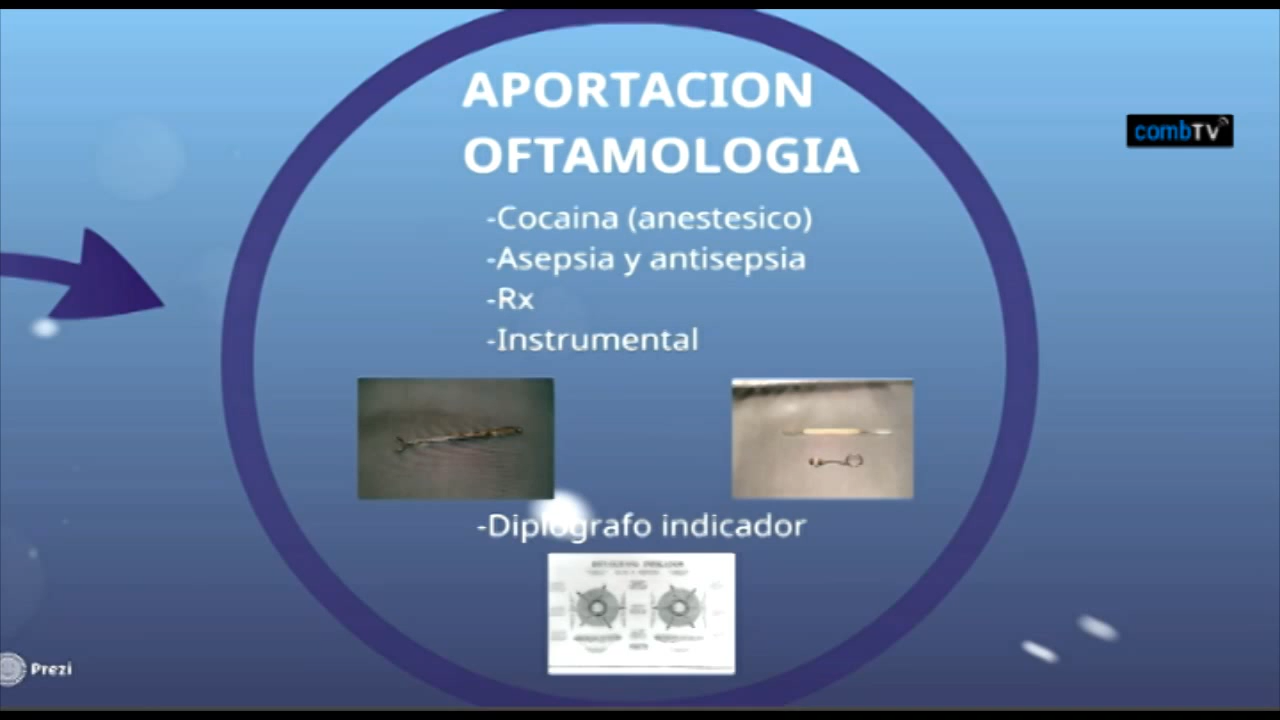 APORTACION
OFTAMOLOGIA
combTV
-Cocaina (anestesico)
-Asepsia y antisepsia
-Rx
-Instrumental
-Diplografo indicador
Prezi